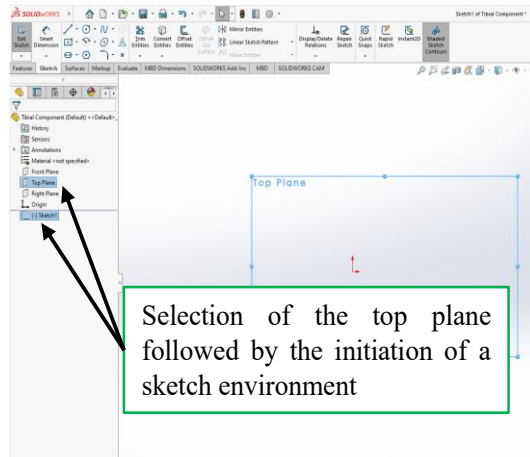 SOLIDWORKS
Sketch1 of Tibial Component
Exit Sketch
Smart Dimension
Trim Entities
Convert Entities
Offset Entities
Mirror Entities
Linear Sketch Pattern
Move Entities
Display/Delete Relations
Repair Sketch
Quick Snaps
Rapid Sketch
Instant2D
Shaded Sketch Contours
Features Sketch Surfaces Markup Evaluate MBD Dimensions SOLIDWORKS Add-Ins MBD SOLIDWORKS CAM
Tibial Component (Default) <<Default>_
History
Sensors
Annotations
Material <not specified>
Front Plane
Top Plane
Right Plane
Origin
(-) Sketch1
Top Plane
Selection of the top plane
followed by the initiation of a
sketch environment